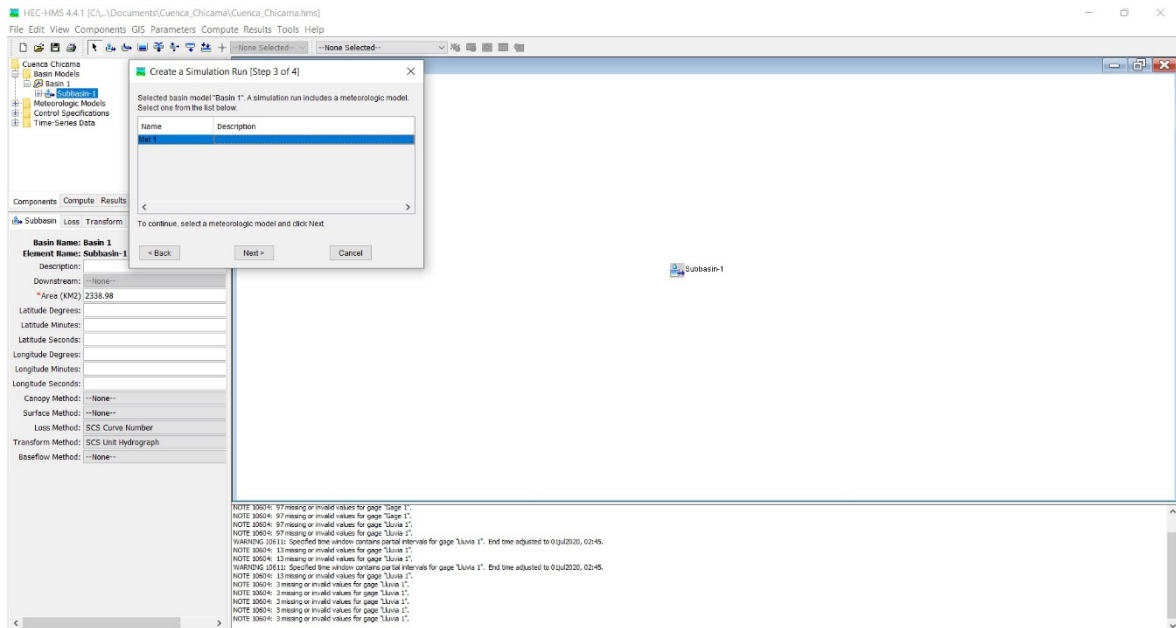 HEC-HMS 4.4.1 [C:\...\Documents\Cuenca_Chicama\Cuenca_Chicama.hms]
File Edit View Components GIS Parameters Compute Results Tools Help
--None Selected-- --None Selected--
Cuenca Chicama
Basin Models
Basin 1
Subbasin-1
Meteorologic Models
Control Specifications
Time-Series Data
Components Compute Results
Create a Simulation Run [Step 3 of 4]
Selected basin model "Basin 1". A simulation run includes a meteorologic model.
Select one from the list below.
Name Description
Met 1
To continue, select a meteorologic model and click Next.
< Back Next > Cancel
Subbasin Loss Transform
Basin Name: Basin 1
Element Name: Subbasin-1
Description:
Downstream: --None--
*Area (KM2) 2338.98
Latitude Degrees:
Latitude Minutes:
Latitude Seconds:
Longitude Degrees:
Longitude Minutes:
Longitude Seconds:
Canopy Method: --None--
Surface Method: --None--
Loss Method: SCS Curve Number
Transform Method: SCS Unit Hydrograph
Baseflow Method: --None--
Subbasin-1
NOTE 10604: 97 missing or invalid values for gage "Gage 1".
NOTE 10604: 97 missing or invalid values for gage "Gage 1".
NOTE 10604: 97 missing or invalid values for gage "Lluvia 1".
NOTE 10604: 97 missing or invalid values for gage "Lluvia 1".
WARNING 10611: Specified time window contains partial intervals for gage "Lluvia 1". End time adjusted to 01jul2020, 02:45.
NOTE 10604: 13 missing or invalid values for gage "Lluvia 1".
NOTE 10604: 13 missing or invalid values for gage "Lluvia 1".
WARNING 10611: Specified time window contains partial intervals for gage "Lluvia 1". End time adjusted to 01jul2020, 02:45.
NOTE 10604: 13 missing or invalid values for gage "Lluvia 1".
NOTE 10604: 3 missing or invalid values for gage "Lluvia 1".
NOTE 10604: 3 missing or invalid values for gage "Lluvia 1".
NOTE 10604: 3 missing or invalid values for gage "Lluvia 1".
NOTE 10604: 3 missing or invalid values for gage "Lluvia 1".